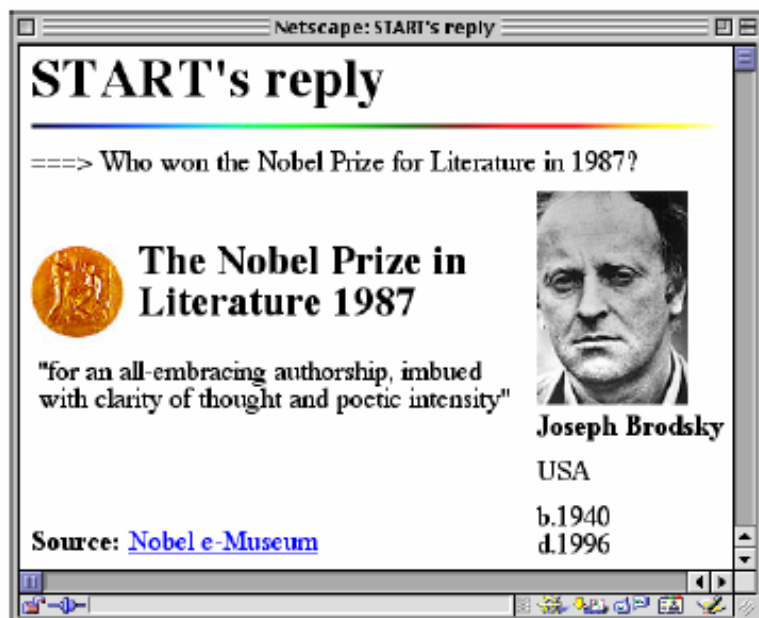 Netscape: START's reply
START's reply
===> Who won the Nobel Prize for Literature in 1987?
The Nobel Prize in
Literature 1987
"for an all-embracing authorship, imbued
with clarity of thought and poetic intensity"
Joseph Brodsky
USA
b.1940
d.1996
Source: Nobel e-Museum